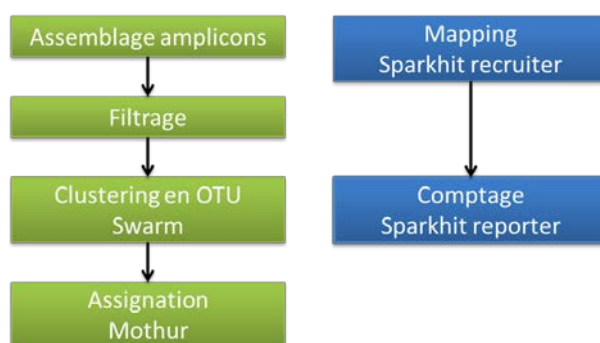 Assemblage amplicons
Filtrage
Clustering en OTU
Swarm
Assignation
Mothur
Mapping
Sparkhit recruiter
Comptage
Sparkhit reporter